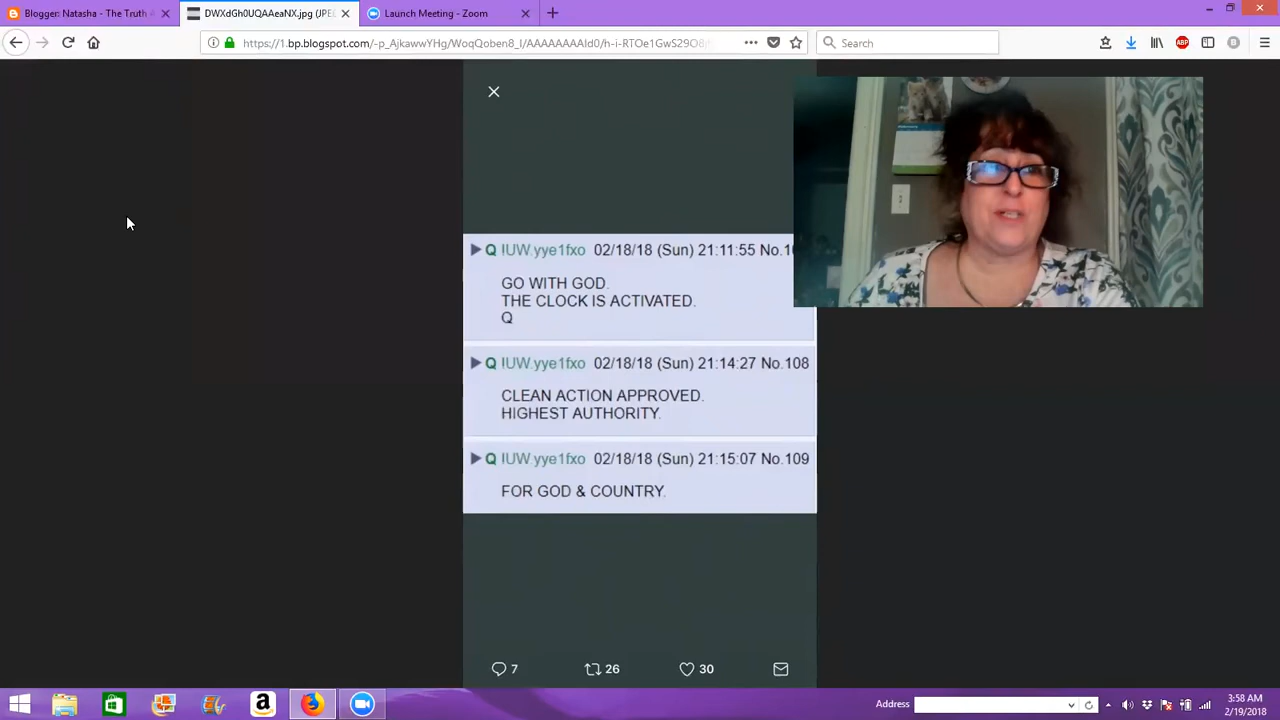 Blogger: Natasha - The Truth
DWXdGh0UQAAeaNX.jpg (JPE
Launch Meeting - Zoom
https://1.bp.blogspot.com/-p_AjkawwYHg/WoqQoben8_I/AAAAAAAAId0/h-i-RTOe1GwS29O8
Search
ABP
Q IUW.yye1fxo 02/18/18 (Sun) 21:11:55
GO WITH GOD.
THE CLOCK IS ACTIVATED.
Q
Q IUW.yye1fxo 02/18/18 (Sun) 21:14:27 No.108
CLEAN ACTION APPROVED.
HIGHEST AUTHORITY.
Q IUW.yye1fxo 02/18/18 (Sun) 21:15:07 No.109
FOR GOD & COUNTRY.
7
26
30
Address
3:58 AM
2/19/2018